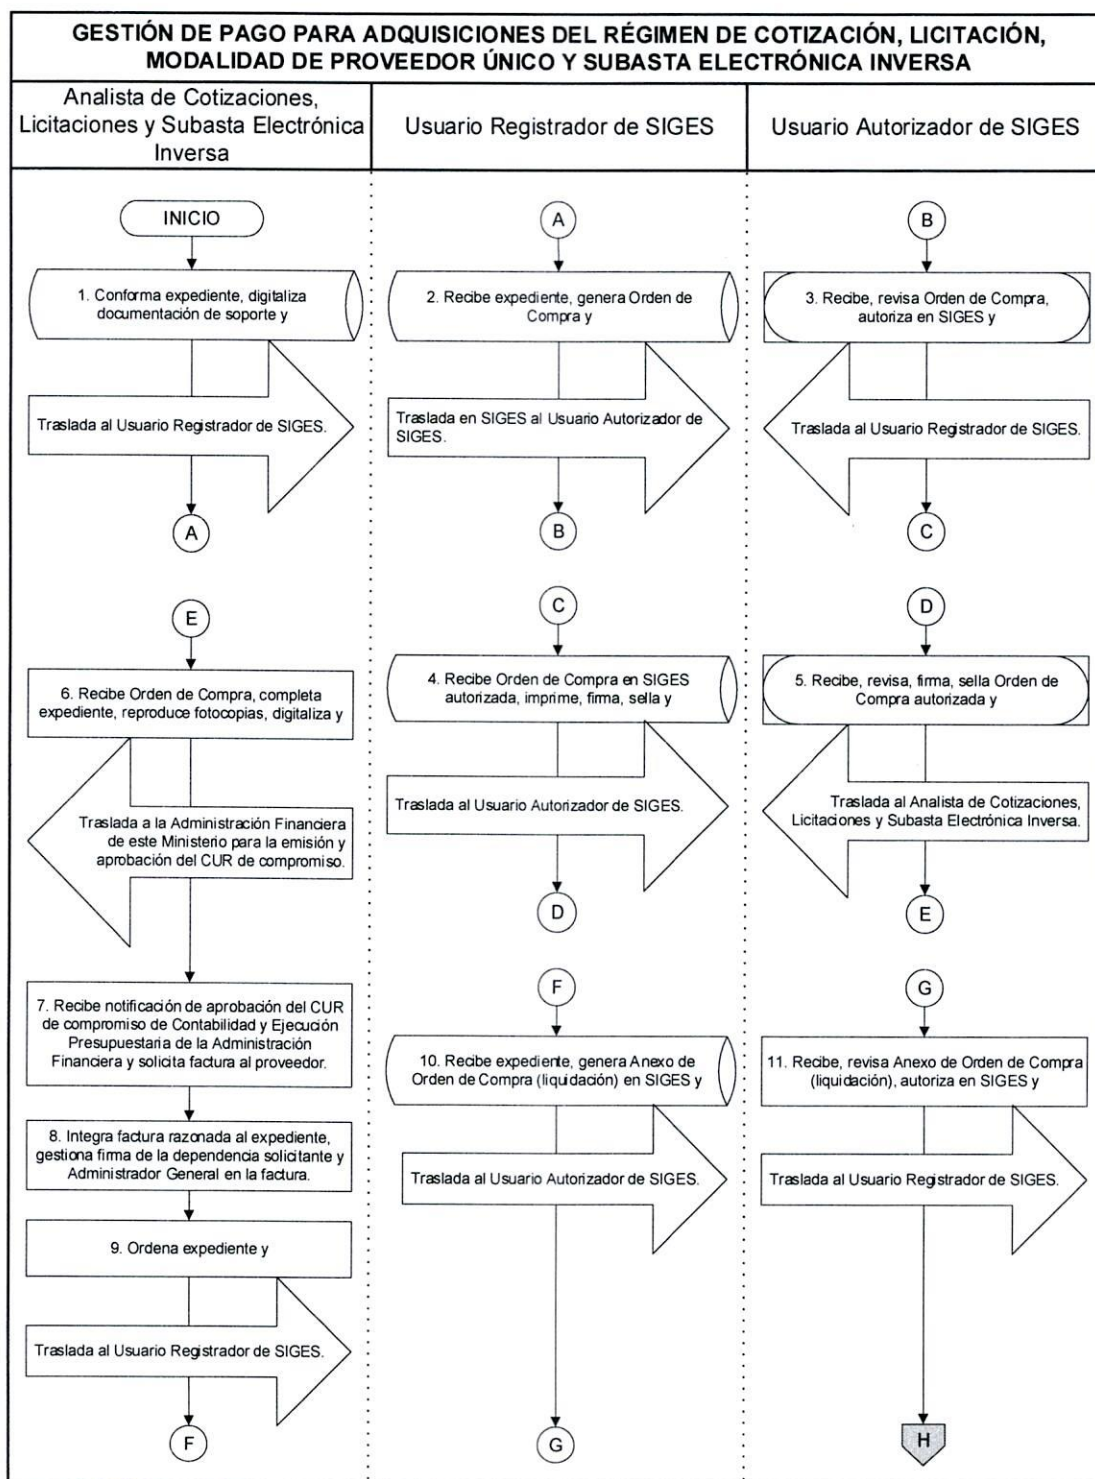 GESTIÓN DE PAGO PARA ADQUISICIONES DEL RÉGIMEN DE COTIZACIÓN, LICITACIÓN,
MODALIDAD DE PROVEEDOR ÚNICO Y SUBASTA ELECTRÓNICA INVERSA
Analista de Cotizaciones,
Licitaciones y Subasta Electrónica
Inversa
Usuario Registrador de SIGES
Usuario Autorizador de SIGES
INICIO
1. Conforma expediente, digitaliza
documentación de soporte y
Traslada al Usuario Registrador de SIGES.
A
A
2. Recibe expediente, genera Orden de
Compra y
Traslada en SIGES al Usuario Autorizador de
SIGES.
B
B
3. Recibe, revisa Orden de Compra,
autoriza en SIGES y
Traslada al Usuario Registrador de SIGES.
C
C
4. Recibe Orden de Compra en SIGES
autorizada, imprime, firma, sella y
Traslada al Usuario Autorizador de SIGES.
D
D
5. Recibe, revisa, firma, sella Orden de
Compra autorizada y
Traslada al Analista de Cotizaciones,
Licitaciones y Subasta Electrónica Inversa.
E
E
6. Recibe Orden de Compra, completa
expediente, reproduce fotocopias, digitaliza y
Traslada a la Administración Financiera
de este Ministerio para la emisión y
aprobación del CUR de compromiso.
7. Recibe notificación de aprobación del CUR
de compromiso de Contabilidad y Ejecución
Presupuestaria de la Administración
Financiera y solicita factura al proveedor.
8. Integra factura razonada al expediente,
gestiona firma de la dependencia solicitante y
Administrador General en la factura.
9. Ordena expediente y
Traslada al Usuario Registrador de SIGES.
F
F
10. Recibe expediente, genera Anexo de
Orden de Compra (liquidación) en SIGES y
Traslada al Usuario Autorizador de SIGES.
G
G
11. Recibe, revisa Anexo de Orden de Compra
(liquidación), autoriza en SIGES y
Traslada al Usuario Registrador de SIGES.
H